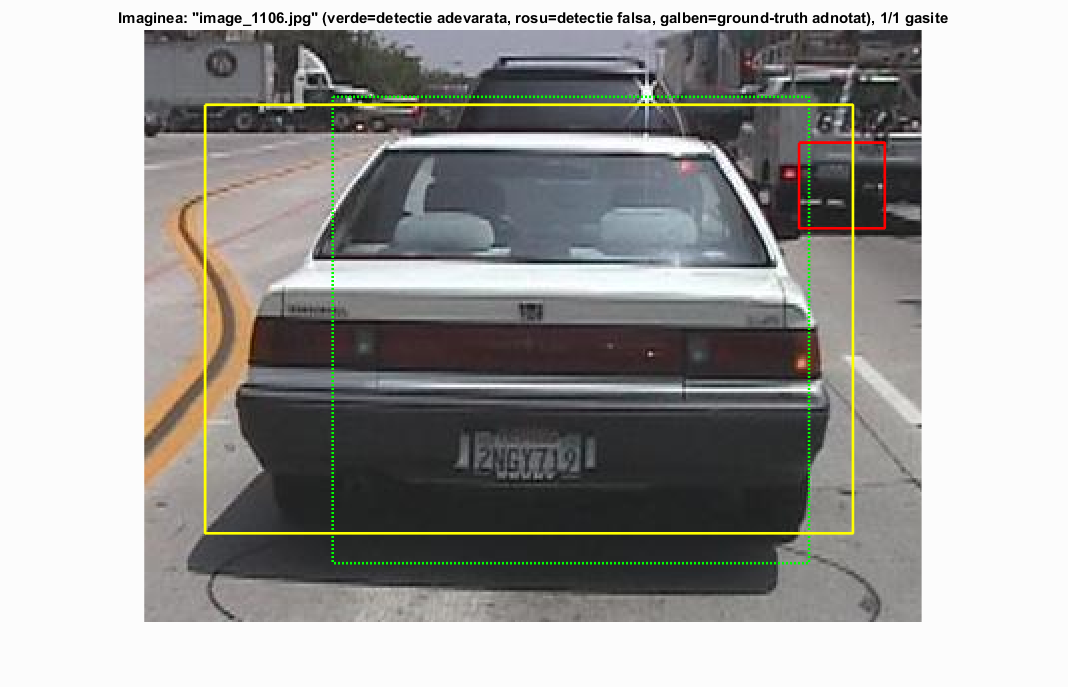 Imaginea: "image_1106.jpg" (verde=detectie adevarata, rosu=detectie falsa, galben=ground-truth adnotat), 1/1 gasite
2NGY719